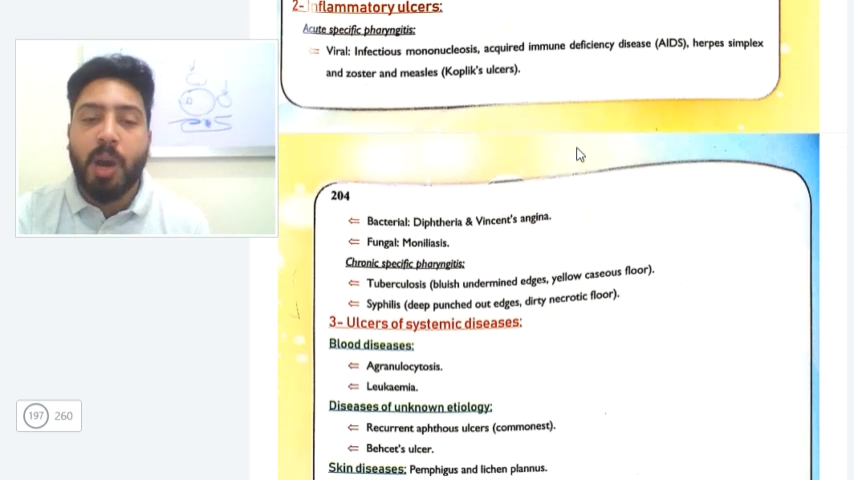 2- Inflammatory ulcers:
Acute specific pharyngitis:
⇐ Viral: Infectious mononucleosis, acquired immune deficiency disease (AIDS), herpes simplex
and zoster and measles (Koplik's ulcers).
204
⇐ Bacterial: Diphtheria & Vincent's angina.
⇐ Fungal: Moniliasis.
Chronic specific pharyngitis:
⇐ Tuberculosis (bluish undermined edges, yellow caseous floor).
⇐ Syphilis (deep punched out edges, dirty necrotic floor).
3- Ulcers of systemic diseases:
Blood diseases:
⇐ Agranulocytosis.
⇐ Leukaemia.
Diseases of unknown etiology:
⇐ Recurrent aphthous ulcers (commonest).
⇐ Behcet's ulcer.
Skin diseases: Pemphigus and lichen plannus.
197 260